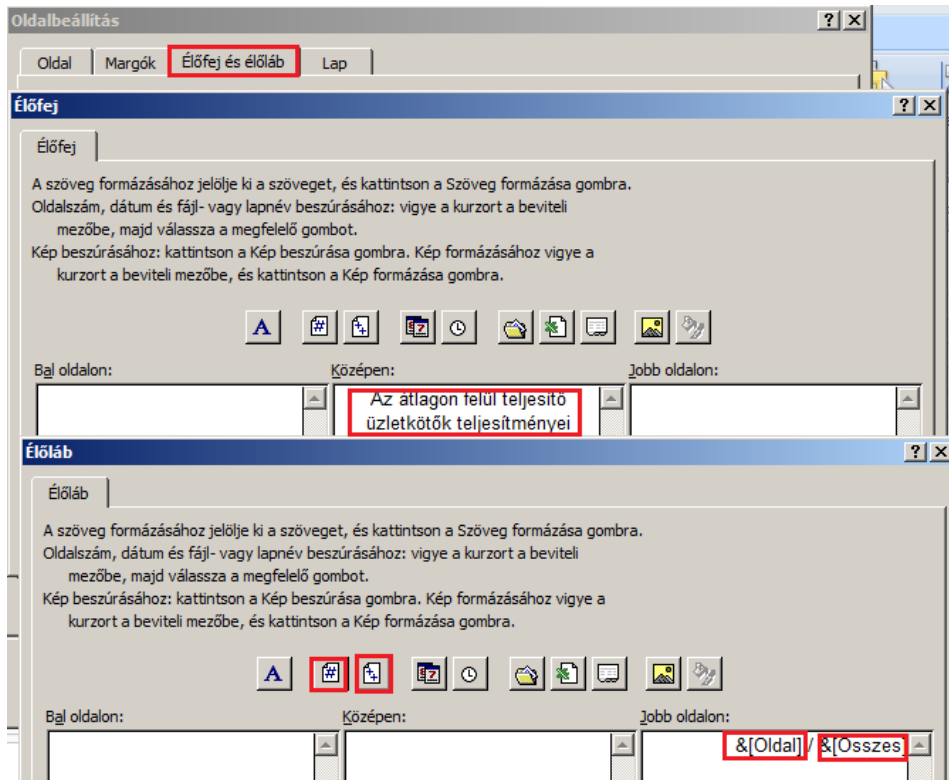 Oldalbeállítás
Oldal Margók Élőfej és élőláb Lap
Élőfej
Élőfej
A szöveg formázásához jelölje ki a szöveget, és kattintson a Szöveg formázása gombra.
Oldalszám, dátum és fájl- vagy lapnév beszúrásához: vigye a kurzort a beviteli
mezőbe, majd válassza a megfelelő gombot.
Kép beszúrásához: kattintson a Kép beszúrása gombra. Kép formázásához vigye a
kurzort a beviteli mezőbe, és kattintson a Kép formázása gombra.
Bal oldalon: Középen: Jobb oldalon:
Az átlagon felül teljesítő
üzletkötők teljesítményei
Élőláb
Élőláb
A szöveg formázásához jelölje ki a szöveget, és kattintson a Szöveg formázása gombra.
Oldalszám, dátum és fájl- vagy lapnév beszúrásához: vigye a kurzort a beviteli
mezőbe, majd válassza a megfelelő gombot.
Kép beszúrásához: kattintson a Kép beszúrása gombra. Kép formázásához vigye a
kurzort a beviteli mezőbe, és kattintson a Kép formázása gombra.
Bal oldalon: Középen: Jobb oldalon:
&[Oldal] / &[Összes]